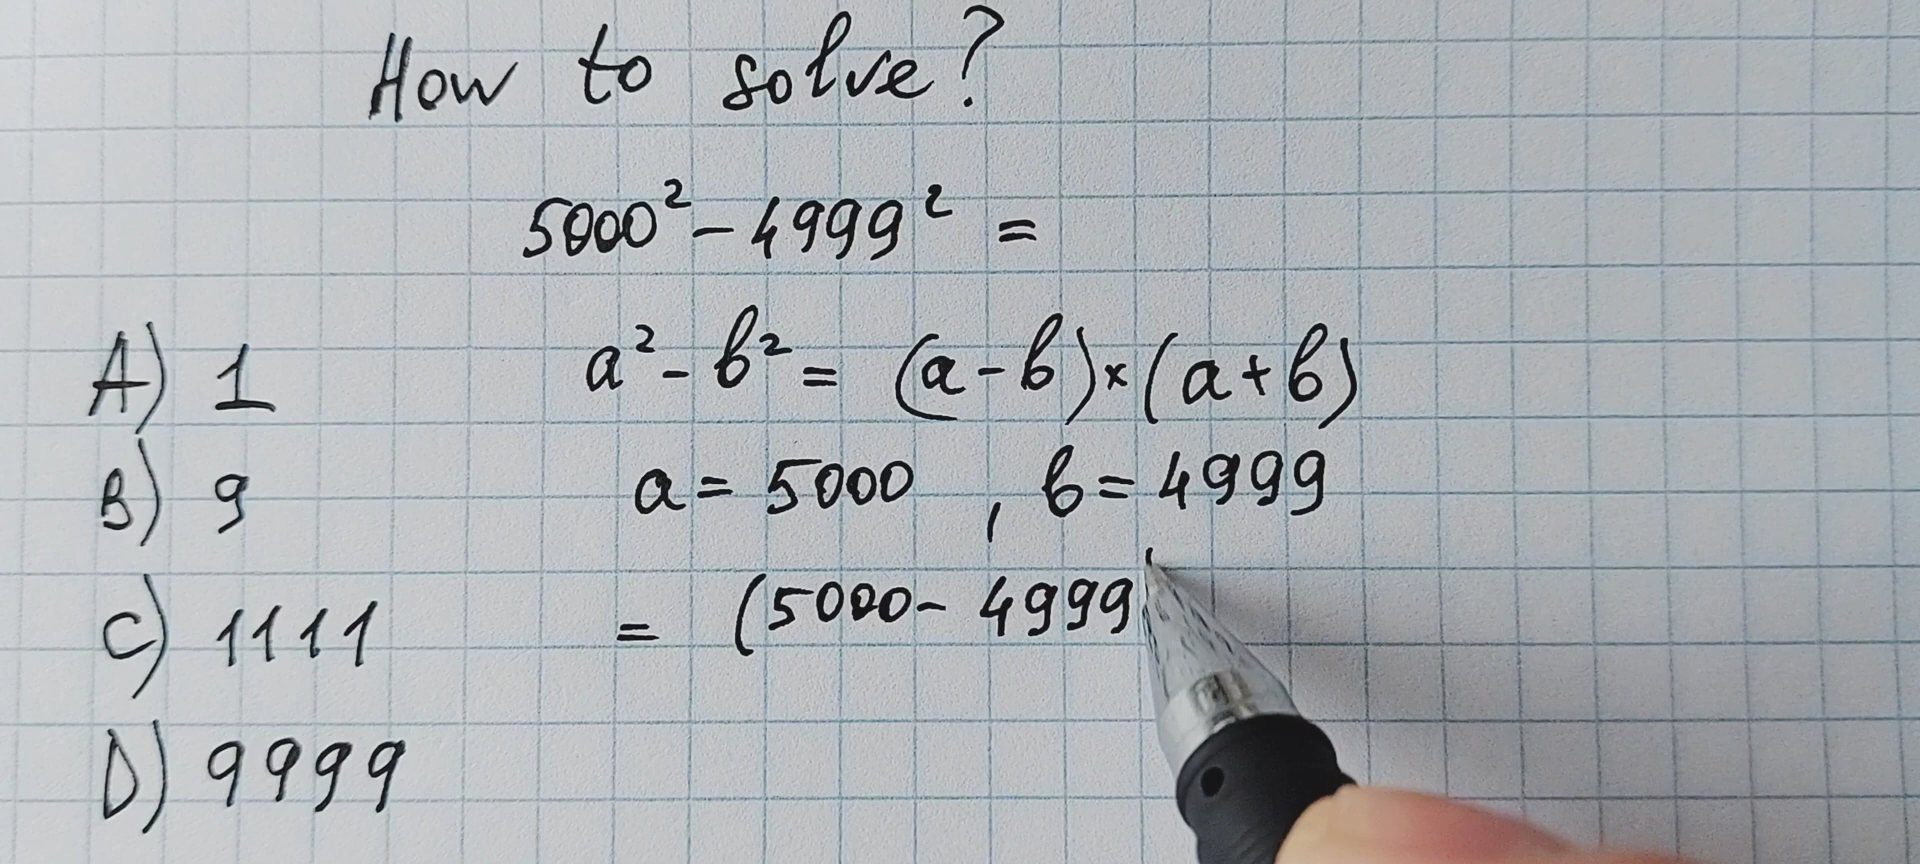 How to solve?
5000² - 4999² =
a² - b² = (a - b) × (a + b)
a = 5000 , b = 4999
= (5000 - 4999
A) 1
B) 9
C) 1111
D) 9999